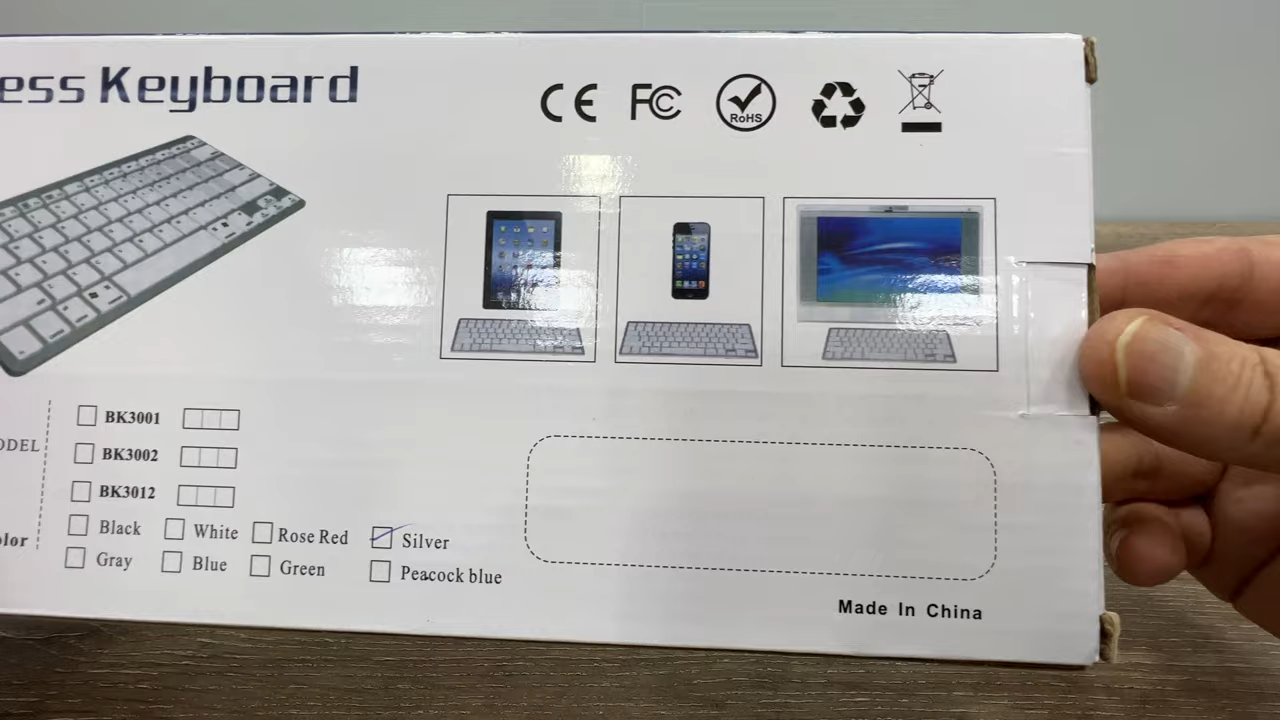 ess Keyboard
CE FC RoHS
ODEL
BK3001
BK3002
BK3012
olor
Black White Rose Red Silver
Gray Blue Green Peacock blue
Made In China